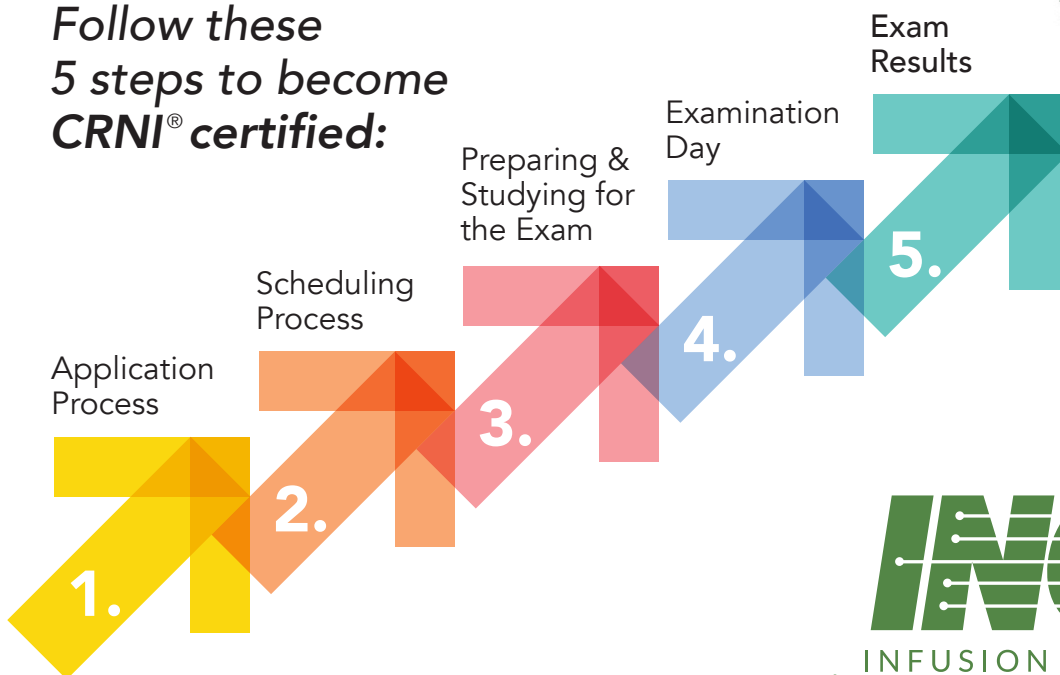 Follow these
5 steps to become
CRNI® certified:
Application
Process
1.
Scheduling
Process
2.
Preparing &
Studying for
the Exam
3.
Examination
Day
4.
Exam
Results
5.
IN
INFUSION